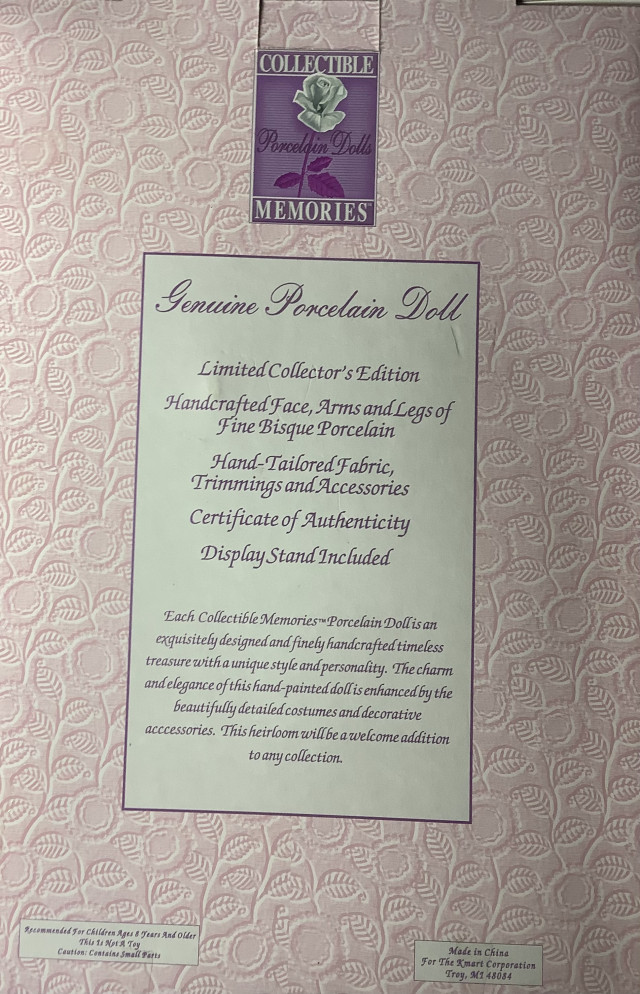 COLLECTIBLE
Porcelain Dolls
MEMORIES™
Genuine Porcelain Doll
Limited Collector's Edition
Handcrafted Face, Arms and Legs of
Fine Bisque Porcelain
Hand-Tailored Fabric,
Trimmings and Accessories
Certificate of Authenticity
Display Stand Included
Each Collectible Memories™ Porcelain Doll is an
exquisitely designed and finely handcrafted timeless
treasure with a unique style and personality. The charm
and elegance of this hand-painted doll is enhanced by the
beautifully detailed costumes and decorative
acccessories. This heirloom will be a welcome addition
to any collection.
Recommended For Children Ages 8 Years And Older
This Is Not A Toy
Caution: Contains Small Parts
Made in China
For The Kmart Corporation
Troy, MI 48084